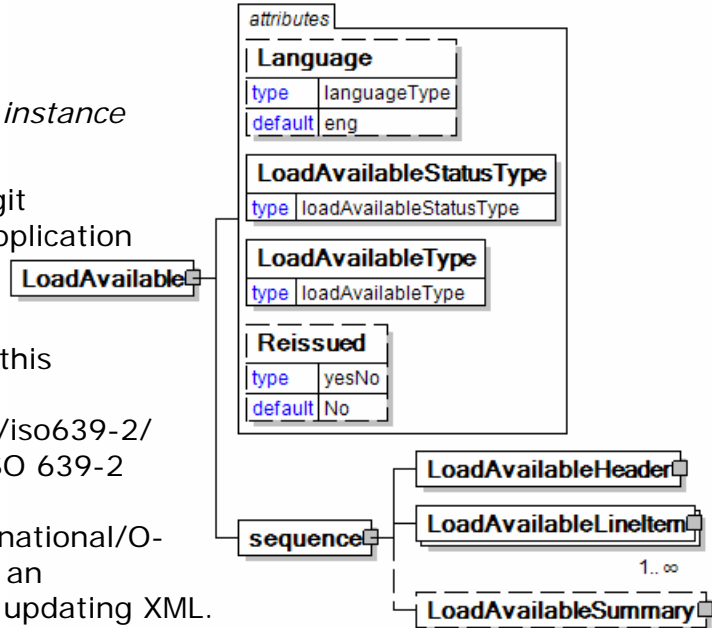 instance
git
pplication
this
/iso639-2/
SO 639-2
national/O-
an
updating XML.
LoadAvailable
attributes
Language
type languageType
default eng
LoadAvailableStatusType
type loadAvailableStatusType
LoadAvailableType
type loadAvailableType
Reissued
type yesNo
default No
sequence
LoadAvailableHeader
LoadAvailableLineItem
1.. ∞
LoadAvailableSummary